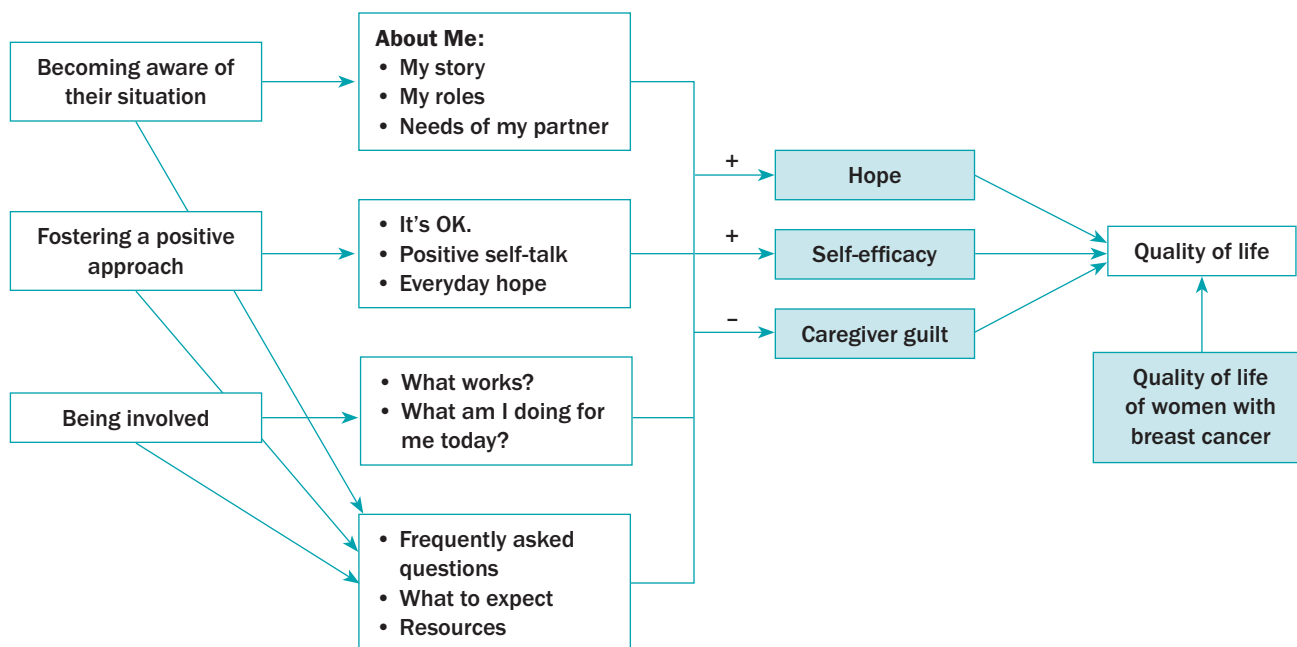 Becoming aware of
their situation
Fostering a positive
approach
Being involved
About Me:
• My story
• My roles
• Needs of my partner
• It's OK.
• Positive self-talk
• Everyday hope
• What works?
• What am I doing for
me today?
• Frequently asked
questions
• What to expect
• Resources
+
Hope
+
Self-efficacy
–
Caregiver guilt
Quality of life
Quality of life
of women with
breast cancer